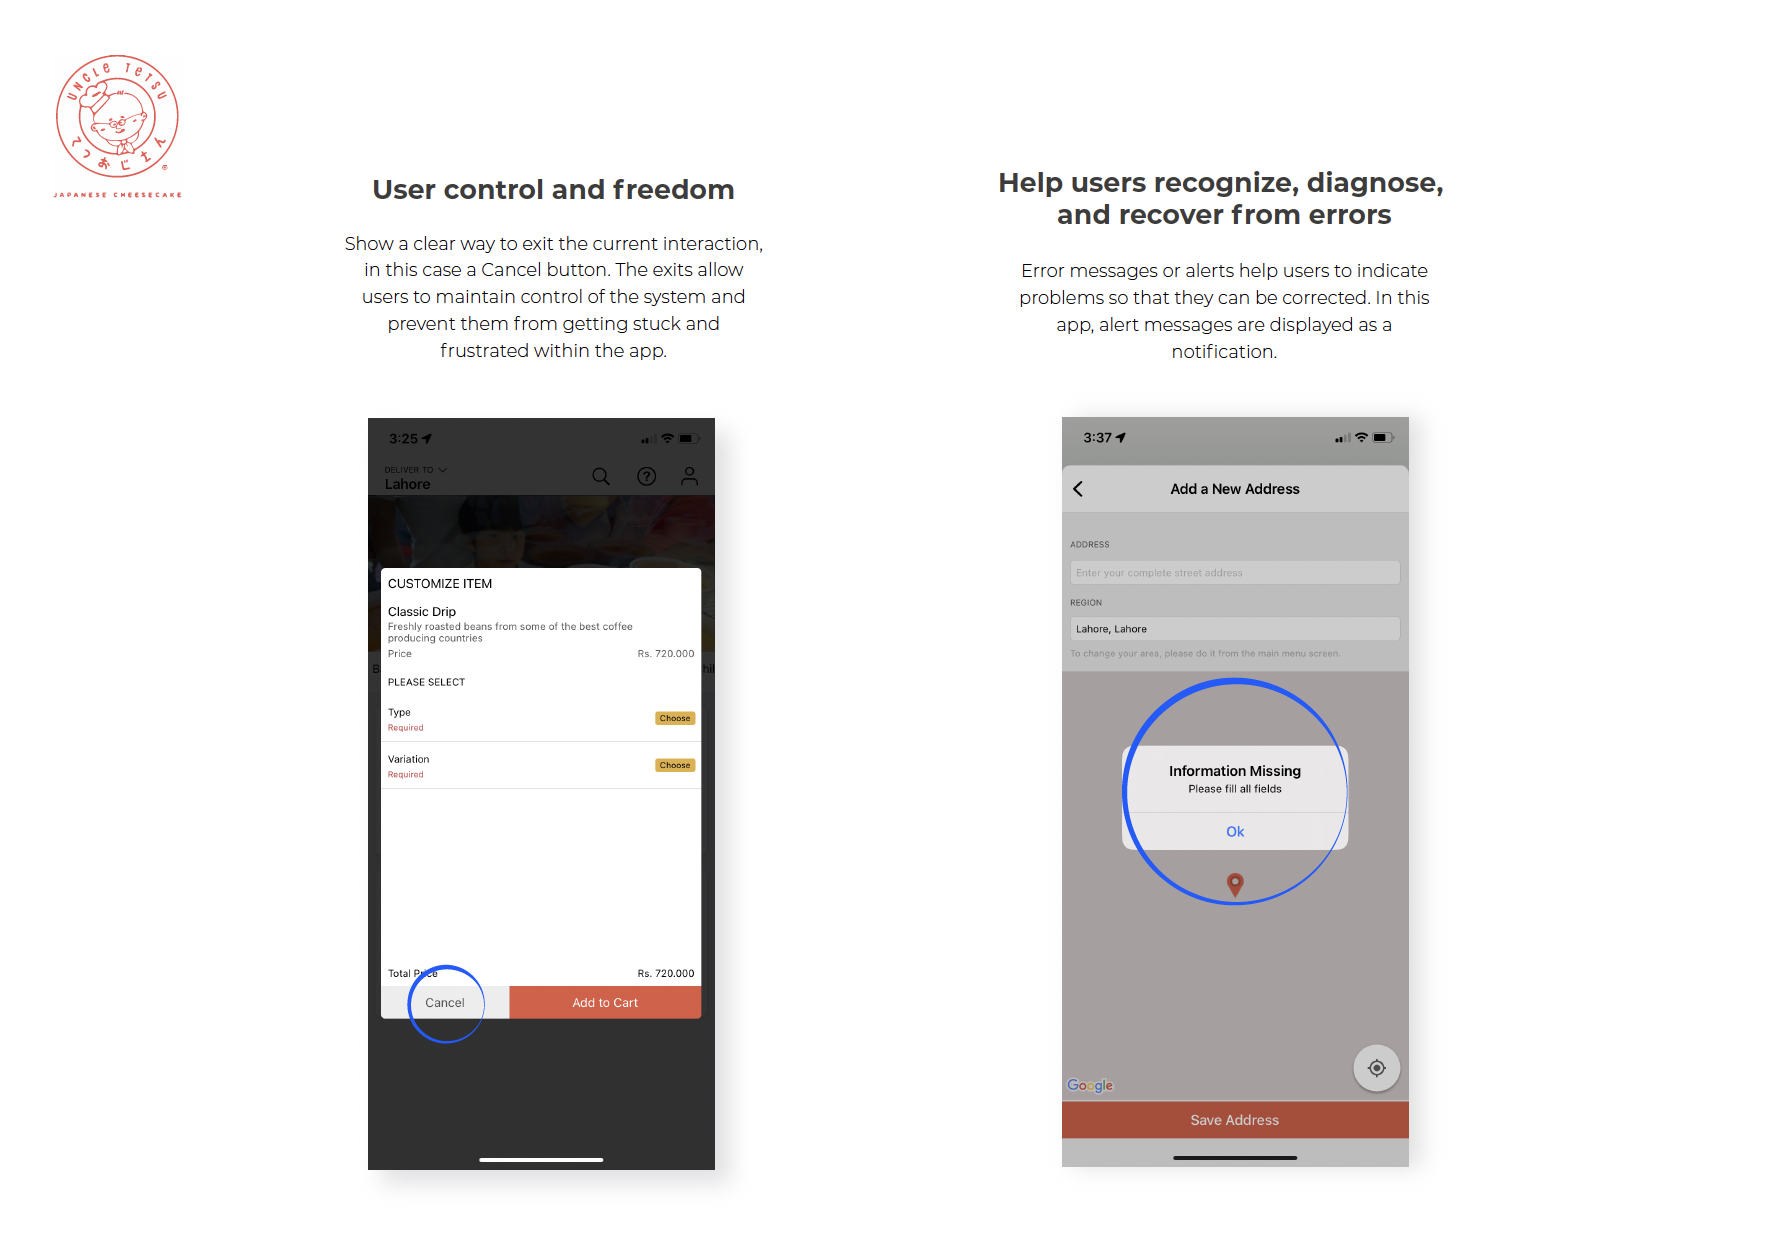 UNCLE TETSU
てつおじさん
®
JAPANESE CHEESECAKE
User control and freedom
Show a clear way to exit the current interaction,
in this case a Cancel button. The exits allow
users to maintain control of the system and
prevent them from getting stuck and
frustrated within the app.
3:25
DELIVER TO
Lahore
CUSTOMIZE ITEM
Classic Drip
Freshly roasted beans from some of the best coffee
producing countries
Price Rs. 720.000
PLEASE SELECT
Type
Required
Choose
Variation
Required
Choose
Total Price Rs. 720.000
Cancel Add to Cart
Help users recognize, diagnose,
and recover from errors
Error messages or alerts help users to indicate
problems so that they can be corrected. In this
app, alert messages are displayed as a
notification.
3:37
Add a New Address
ADDRESS
Enter your complete street address
REGION
Lahore, Lahore
To change your area, please do it from the main menu screen.
Information Missing
Please fill all fields
Ok
Google
Save Address